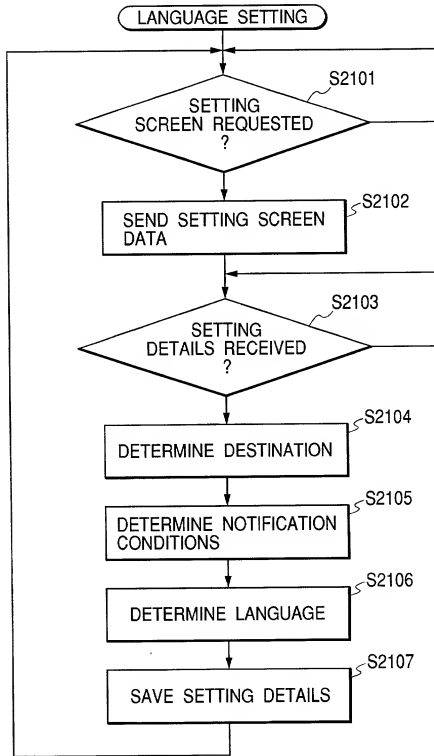 LANGUAGE SETTING
S2101
SETTING
SCREEN REQUESTED
?
S2102
SEND SETTING SCREEN
DATA
S2103
SETTING
DETAILS RECEIVED
?
S2104
DETERMINE DESTINATION
S2105
DETERMINE NOTIFICATION
CONDITIONS
S2106
DETERMINE LANGUAGE
S2107
SAVE SETTING DETAILS